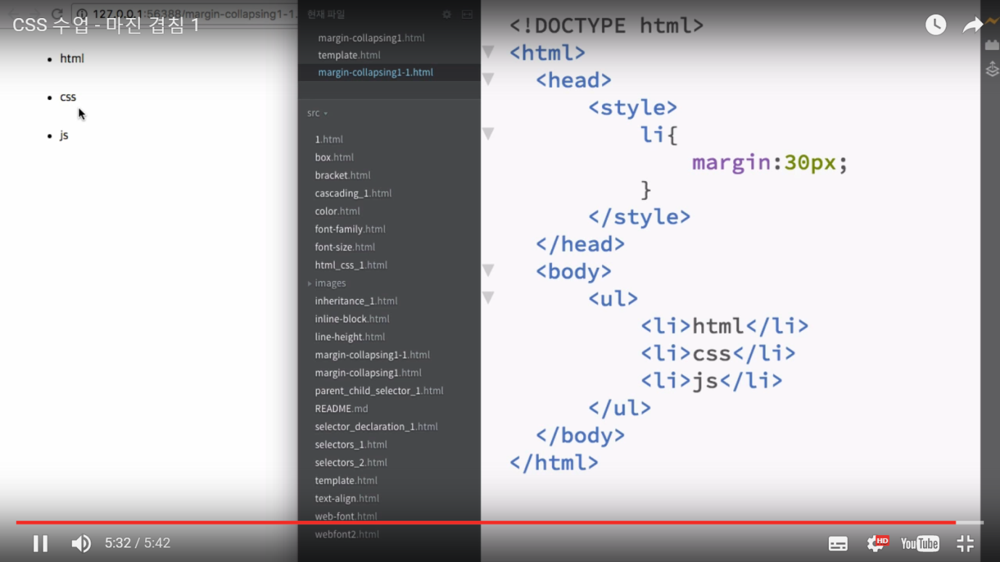 127.0.0.1:56388/margin-collapsing1-1.
CSS 수업 - 마진 겹침 1
html
css
js
현재 파일
margin-collapsing1.html
template.html
margin-collapsing1-1.html
src
1.html
box.html
bracket.html
cascading_1.html
color.html
font-family.html
font-size.html
html_css_1.html
images
inheritance_1.html
inline-block.html
line-height.html
margin-collapsing1-1.html
margin-collapsing1.html
parent_child_selector_1.html
README.md
selector_declaration_1.html
selectors_1.html
selectors_2.html
template.html
text-align.html
web-font.html
webfont2.html
<!DOCTYPE html>
<html>
<head>
<style>
li{
margin:30px;
}
</style>
</head>
<body>
<ul>
<li>html</li>
<li>css</li>
<li>js</li>
</ul>
</body>
</html>
5:32 / 5:42
HD
YouTube